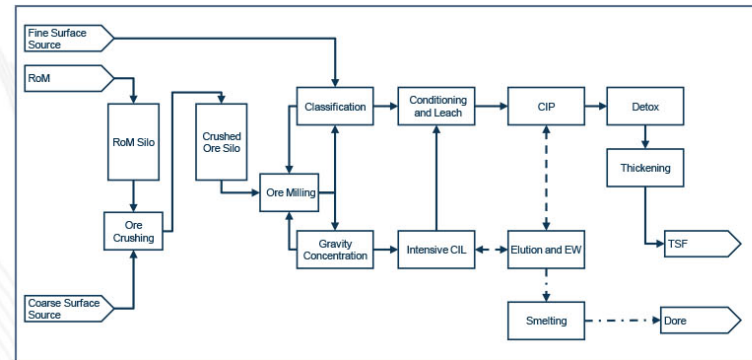 Fine Surface
Source
RoM
RoM Silo
Crushed
Ore Silo
Classification
Conditioning
and Leach
CIP
Detox
Thickening
Ore Milling
Ore
Crushing
Gravity
Concentration
Intensive CIL
Elution and EW
TSF
Coarse Surface
Source
Smelting
Dore